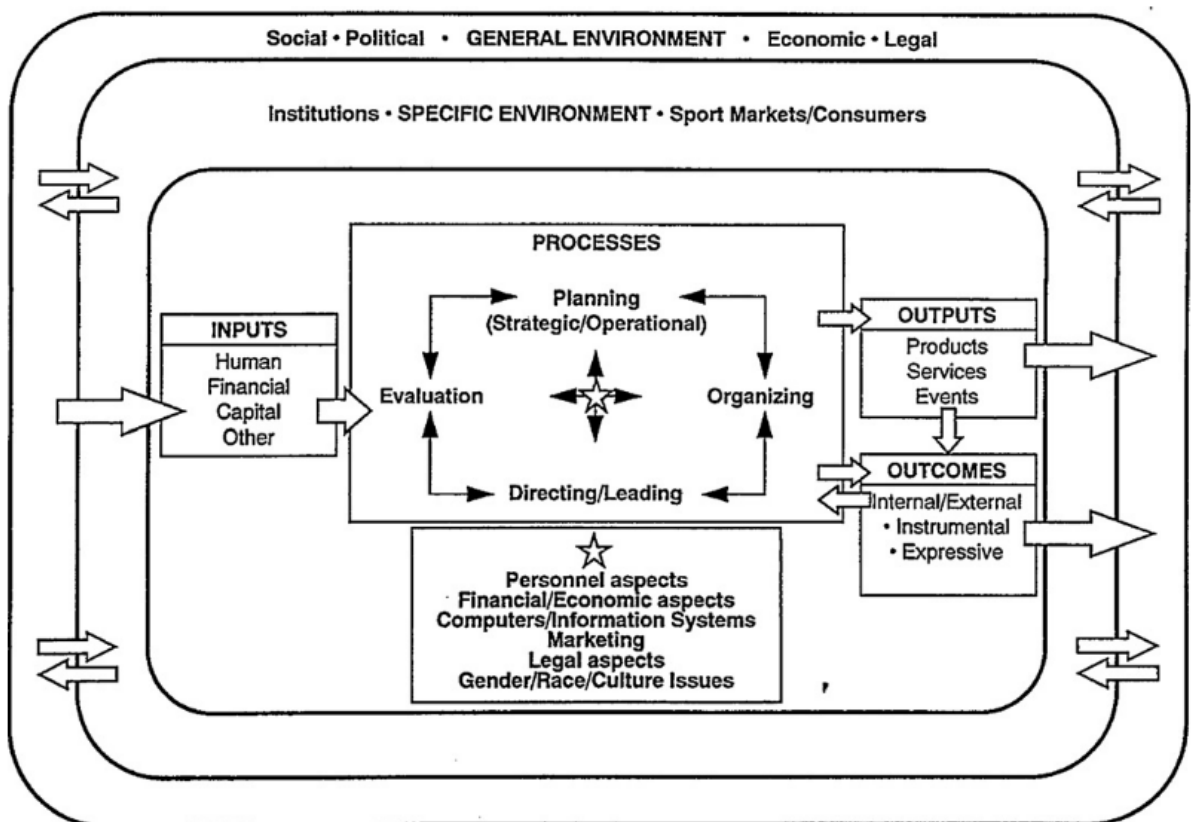 Social • Political • GENERAL ENVIRONMENT • Economic • Legal
Institutions • SPECIFIC ENVIRONMENT • Sport Markets/Consumers
PROCESSES
Planning
(Strategic/Operational)
Evaluation
Organizing
Directing/Leading
INPUTS
Human
Financial
Capital
Other
OUTPUTS
Products
Services
Events
OUTCOMES
Internal/External
• Instrumental
• Expressive
Personnel aspects
Financial/Economic aspects
Computers/Information Systems
Marketing
Legal aspects
Gender/Race/Culture Issues